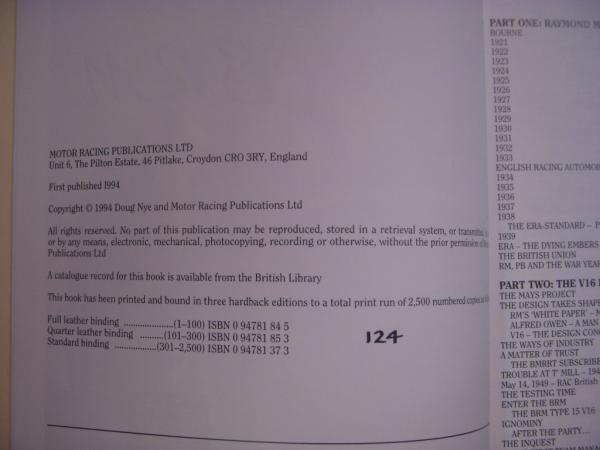 MOTOR RACING PUBLICATIONS LTD
Unit 6, The Pilton Estate, 46 Pitlake, Croydon CRO 3RY, England
First published 1994
Copyright © 1994 Doug Nye and Motor Racing Publications Ltd
All rights reserved. No part of this publication may be reproduced, stored in a retrieval system, or transmitted,
or by any means, electronic, mechanical, photocopying, recording or otherwise, without the prior permission of
Publications Ltd
A catalogue record for this book is available from the British Library
This book has been printed and bound in three hardback editions to a total print run of 2,500 numbered copies
Full leather binding ......................(1–100) ISBN 0 94781 84 5
Quarter leather binding ..........(101–300) ISBN 0 94781 85 3
Standard binding ..................(301–2,500) ISBN 0 94781 37 3
124
PART ONE: RAYMOND M
BOURNE
1921
1922
1923
1924
1925
1926
1927
1928
1929
1930
1931
1932
1933
ENGLISH RACING AUTOMOB
1934
1935
1936
1937
1938
THE ERA-STANDARD – P
1939
ERA – THE DYING EMBERS
THE BRITISH UNION
RM, PB AND THE WAR YEAR
PART TWO: THE V16
THE MAYS PROJECT
THE DESIGN TAKES SHAPE
RM'S 'WHITE PAPER' –
ALFRED OWEN – A MAN
V16 – THE DESIGN CON
THE WAYS OF INDUSTRY
A MATTER OF TRUST
THE BMRRT SUBSCRIBE
TROUBLE AT T' MILL – 194
May 14, 1949 – RAC British
THE TESTING TIME
ENTER THE BRM
THE BRM TYPE 15 V16
IGNOMINY
AFTER THE PARTY...
THE INQUEST